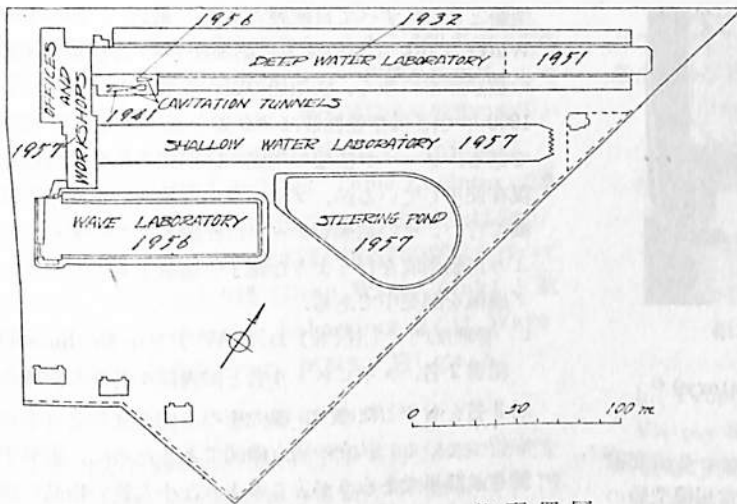 1956
1932
DEEP WATER LABORATORY 1951
OFFICES
AND
WORKSHOPS
CAVITATION TUNNELS
1941
SHALLOW WATER LABORATORY 1957
1957
WAVE LABORATORY
1956
STEERING POND
1957
0 50 100 m